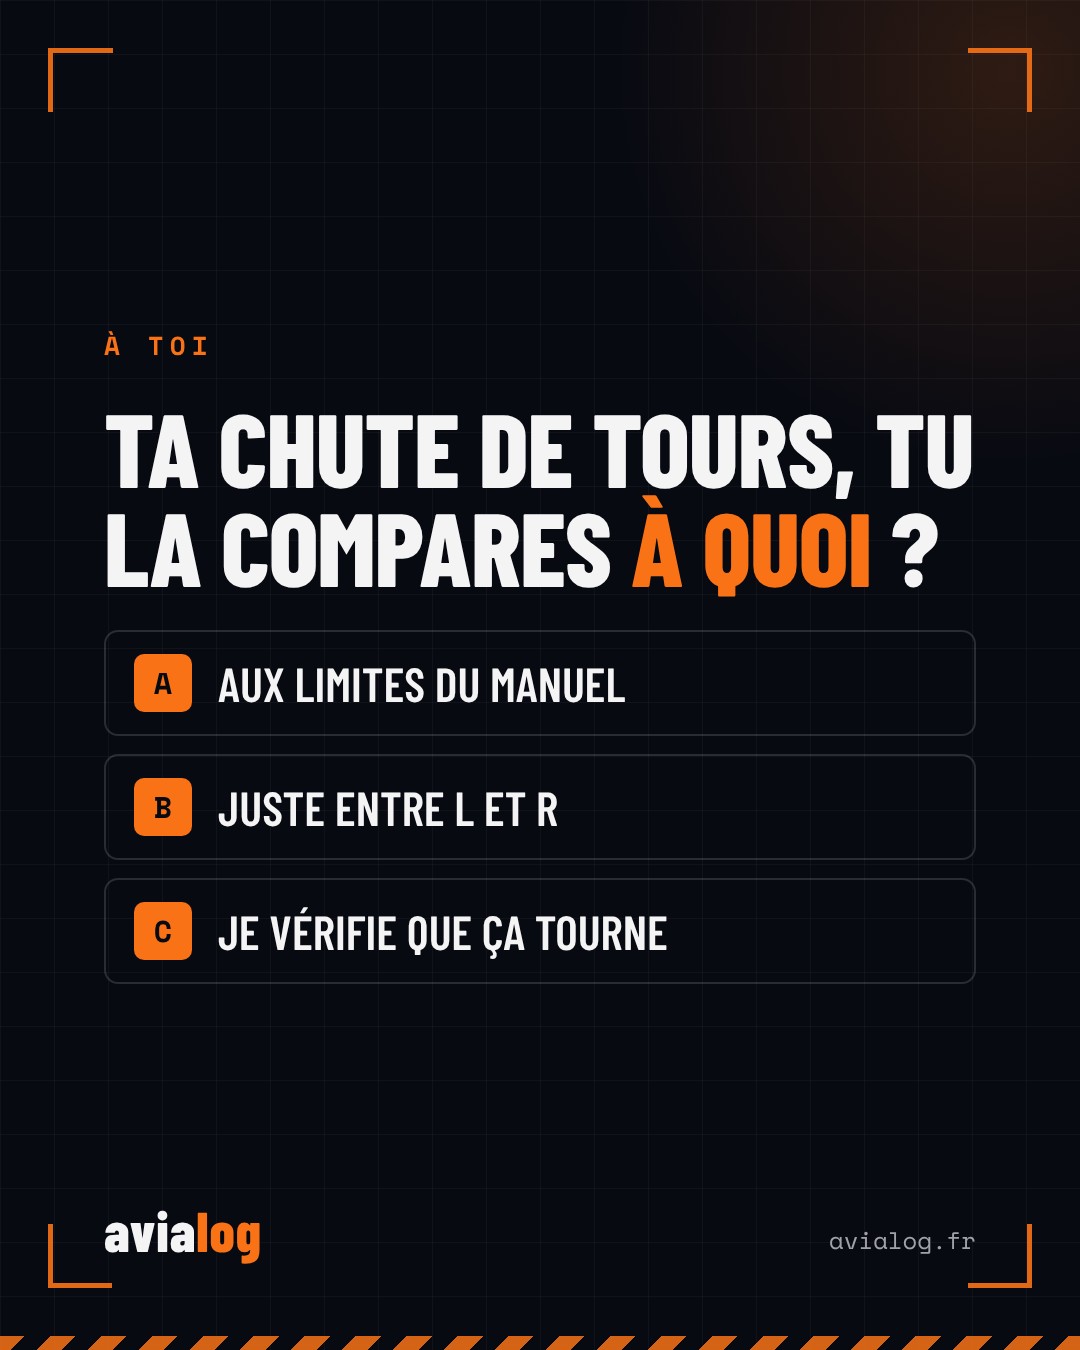 À TOI
TA CHUTE DE TOURS, TU
LA COMPARES À QUOI ?
A AUX LIMITES DU MANUEL
B JUSTE ENTRE L ET R
C JE VÉRIFIE QUE ÇA TOURNE
avialog
avialog.fr